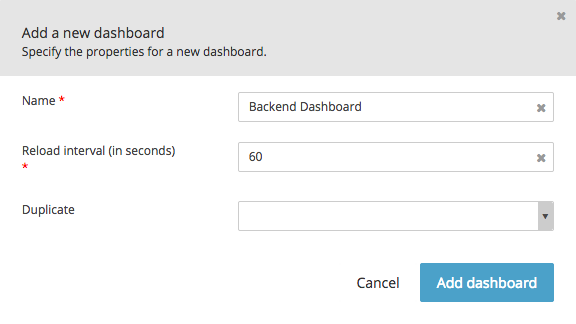 Add a new dashboard
Specify the properties for a new dashboard.
Name *
Backend Dashboard
Reload interval (in seconds)
*
60
Duplicate
Cancel
Add dashboard